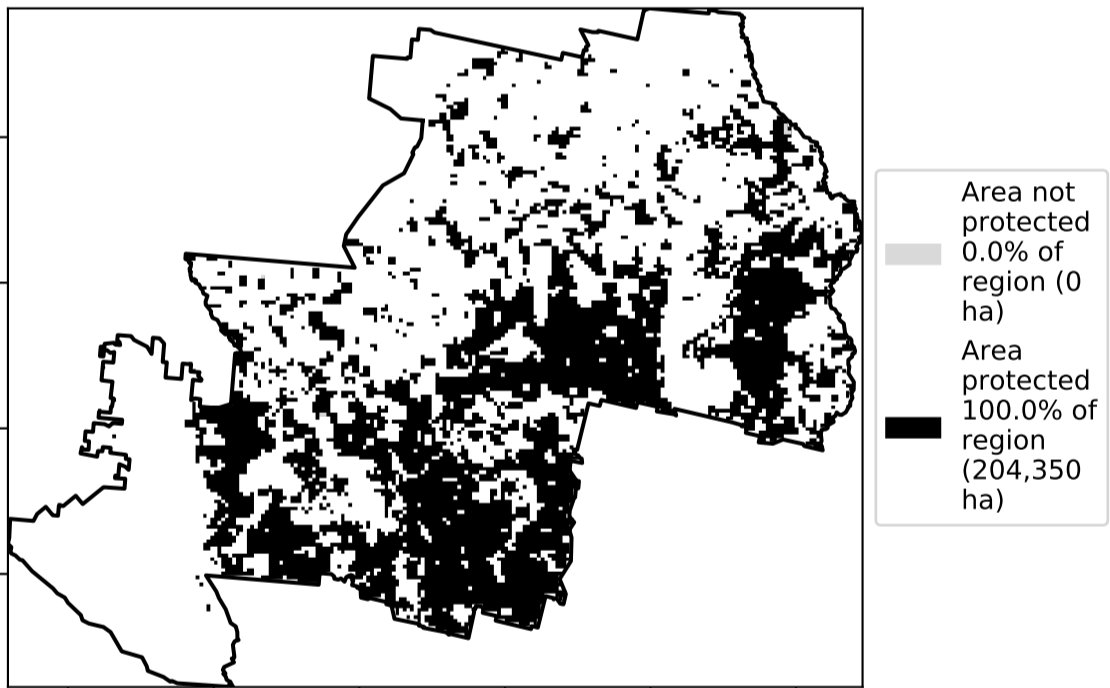 Area not
protected
0.0% of
region (0
ha)
Area
protected
100.0% of
region
(204,350
ha)